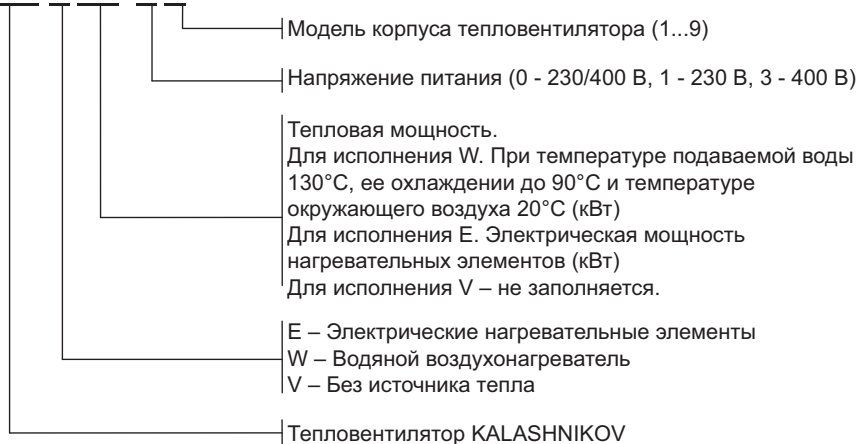 Модель корпуса тепловентилятора (1...9)
Напряжение питания (0 - 230/400 В, 1 - 230 В, 3 - 400 В)
Тепловая мощность.
Для исполнения W. При температуре подаваемой воды
130°С, ее охлаждении до 90°С и температуре
окружающего воздуха 20°С (кВт)
Для исполнения Е. Электрическая мощность
нагревательных элементов (кВт)
Для исполнения V – не заполняется.
Е – Электрические нагревательные элементы
W – Водяной воздухонагреватель
V – Без источника тепла
Тепловентилятор KALASHNIKOV